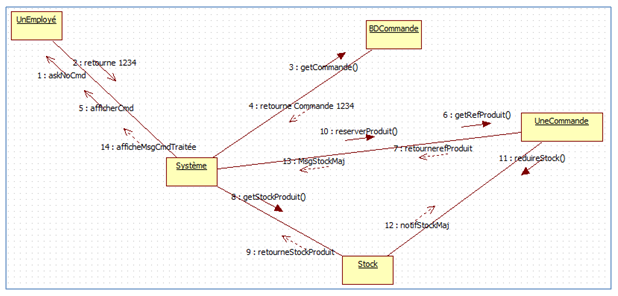 UnEmployé
BDCommande
2 : retourne 1234
3 : getCommande()
1 : askNoCmd
5 : afficherCmd
4 : retourne Commande 1234
6 : getRefProduit()
UneCommande
10 : reserverProduit()
14 : afficheMsgCmdTraitée
7 : retournerefProduit
13 : MsgStockMaj
11 : reduireStock()
Système
8 : getStockProduit()
12 : notifStockMaj
9 : retourneStockProduit
Stock